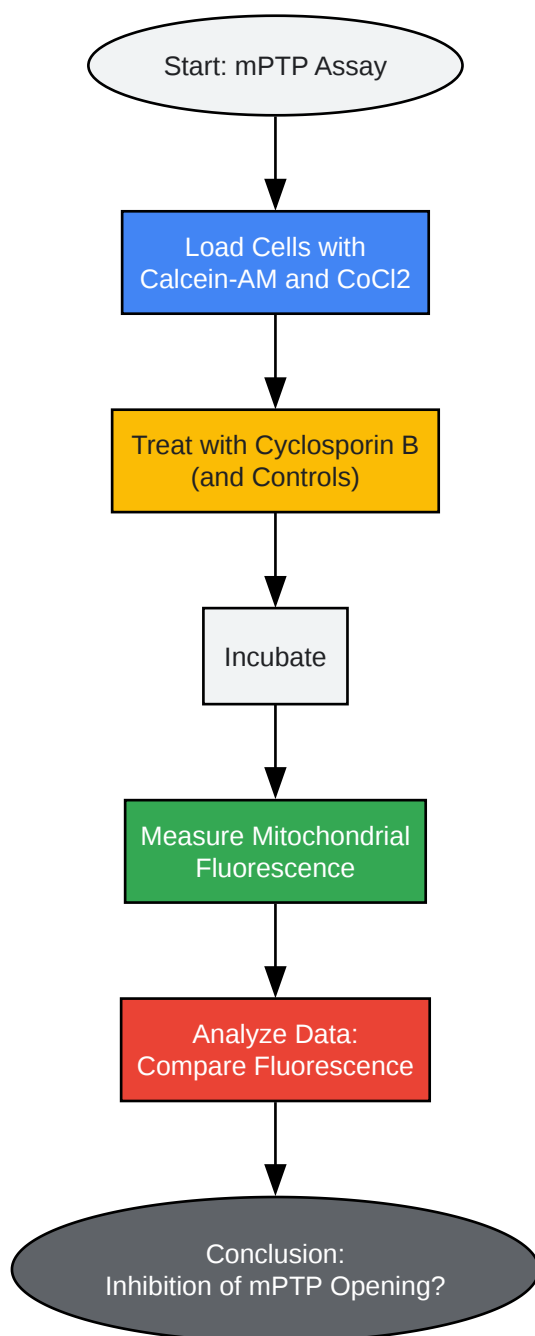 Start: mPTP Assay
Load Cells with
Calcein-AM and CoCl2
Treat with Cyclosporin B
(and Controls)
Incubate
Measure Mitochondrial
Fluorescence
Analyze Data:
Compare Fluorescence
Conclusion:
Inhibition of mPTP Opening?